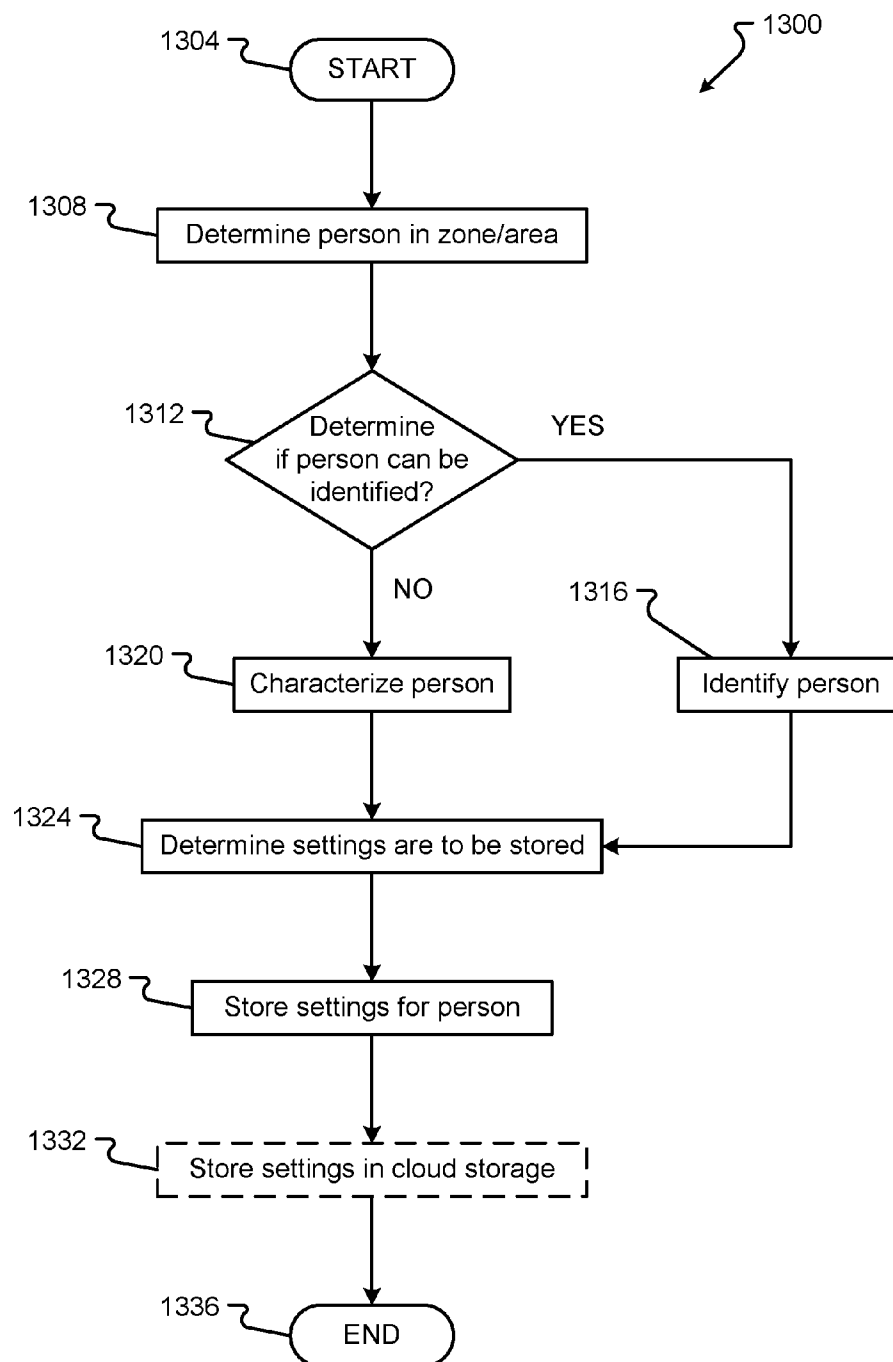 1300
1304
START
1308
Determine person in zone/area
1312
Determine
if person can be
identified?
YES
NO
1316
1320
Characterize person
Identify person
1324
Determine settings are to be stored
1328
Store settings for person
1332
Store settings in cloud storage
1336
END